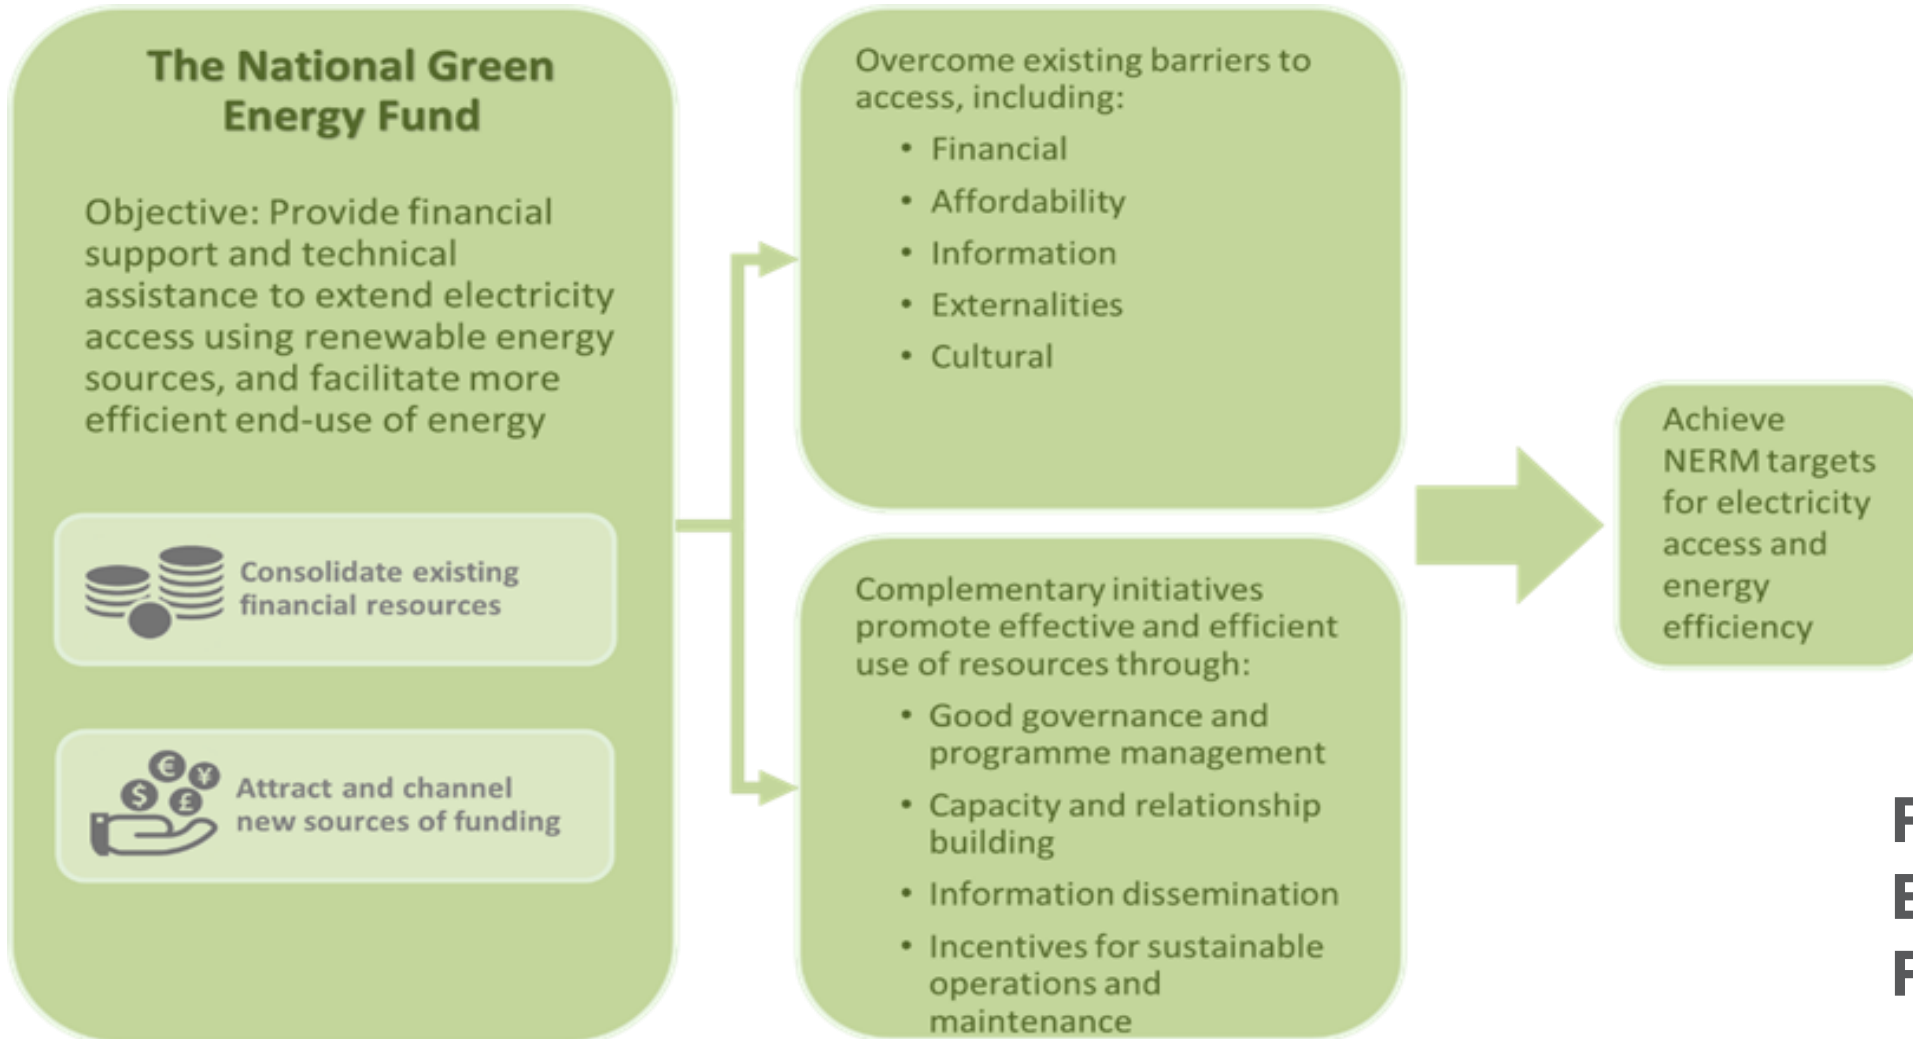 The National Green
Energy Fund
Objective: Provide financial
support and technical
assistance to extend electricity
access using renewable energy
sources, and facilitate more
efficient end-use of energy
Consolidate existing
financial resources
€ ¥
$ £
Attract and channel
new sources of funding
Overcome existing barriers to
access, including:
• Financial
• Affordability
• Information
• Externalities
• Cultural
Complementary initiatives
promote effective and efficient
use of resources through:
• Good governance and
programme management
• Capacity and relationship
building
• Information dissemination
• Incentives for sustainable
operations and
maintenance
Achieve
NERM targets
for electricity
access and
energy
efficiency